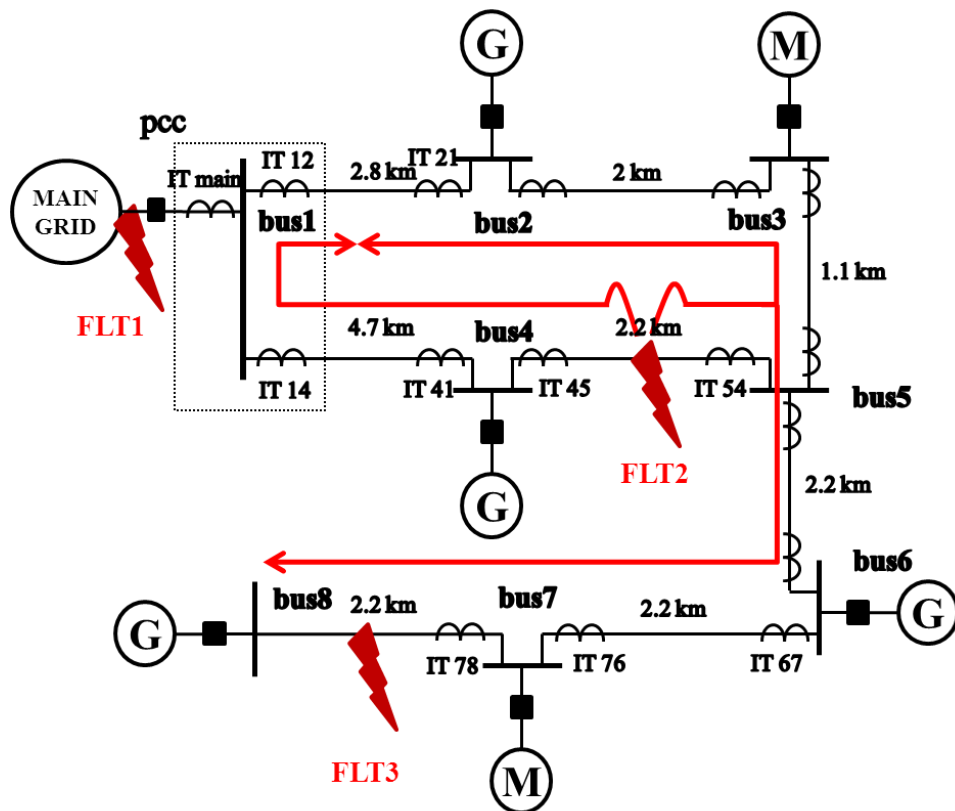 G
M
pcc
IT main
IT 12
2.8 km
IT 21
2 km
MAIN
GRID
bus1
bus2
bus3
FLT1
1.1 km
4.7 km
bus4
2.2 km
IT 14
IT 41
IT 45
IT 54
bus5
FLT2
G
2.2 km
bus6
bus8
2.2 km
bus7
2.2 km
G
G
IT 78
IT 76
IT 67
FLT3
M